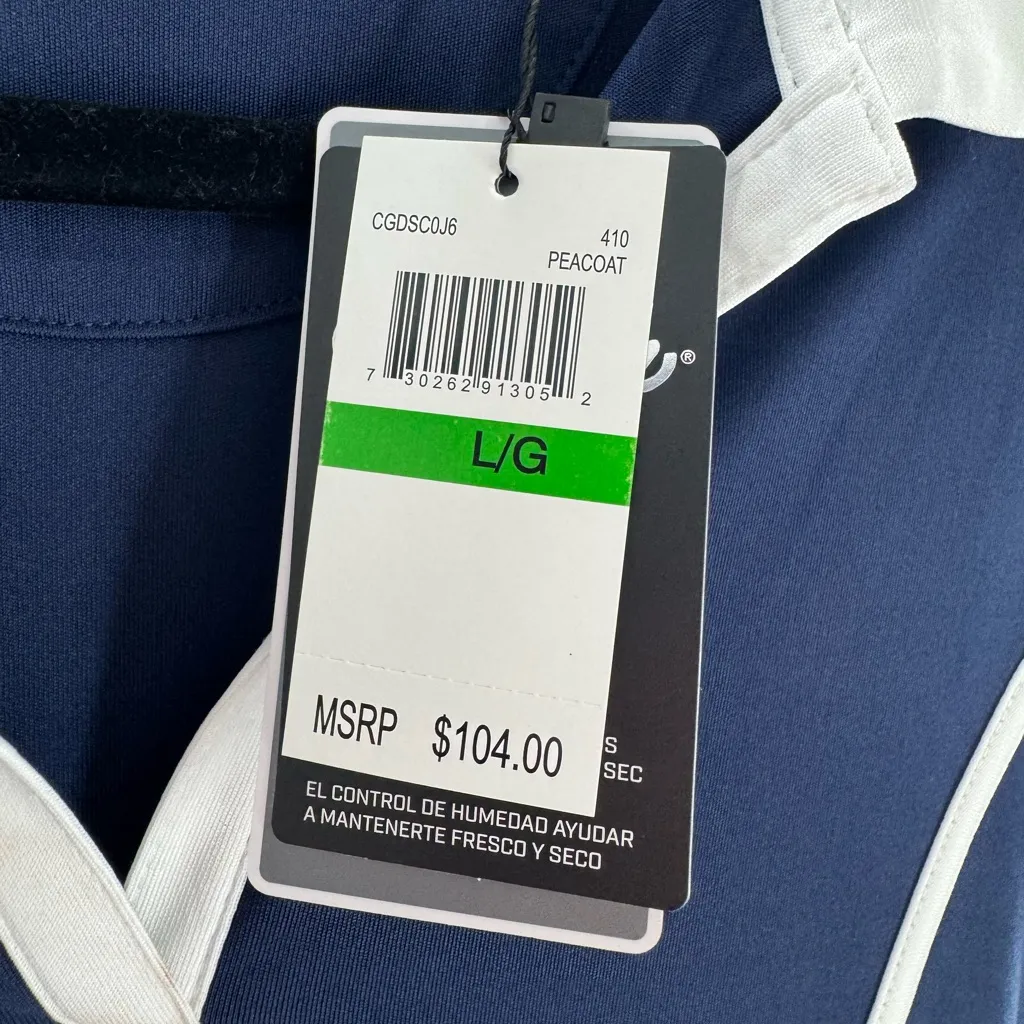 CGDSC0J6
410
PEACOAT
7 30262 91305 2
®
L/G
MSRP $104.00
S
SEC
EL CONTROL DE HUMEDAD AYUDAR
A MANTENERTE FRESCO Y SECO